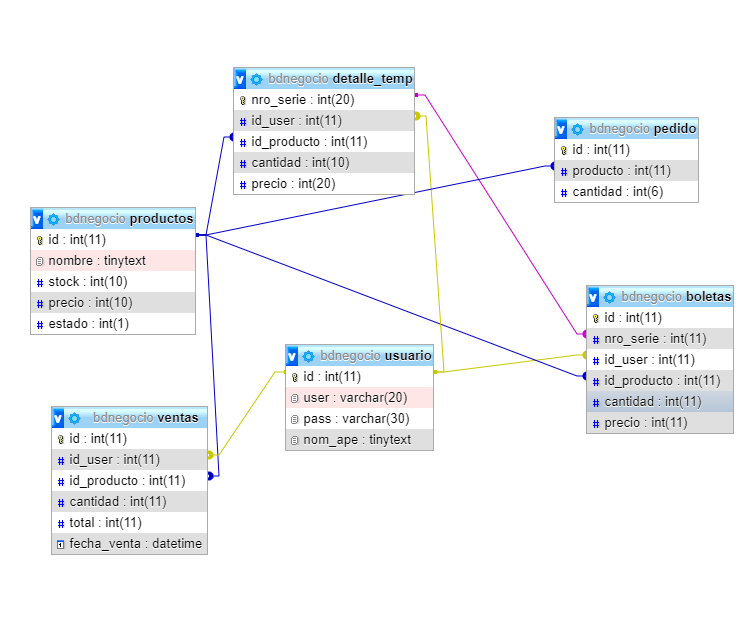 v bdnegocio detalle_temp
nro_serie : int(20)
# id_user : int(11)
# id_producto : int(11)
# cantidad : int(10)
# precio : int(20)
v bdnegocio pedido
id : int(11)
# producto : int(11)
# cantidad : int(6)
v bdnegocio productos
id : int(11)
nombre : tinytext
# stock : int(10)
# precio : int(10)
# estado : int(1)
v bdnegocio boletas
id : int(11)
# nro_serie : int(11)
# id_user : int(11)
# id_producto : int(11)
# cantidad : int(11)
# precio : int(11)
v bdnegocio usuario
id : int(11)
user : varchar(20)
pass : varchar(30)
nom_ape : tinytext
v bdnegocio ventas
id : int(11)
# id_user : int(11)
# id_producto : int(11)
# cantidad : int(11)
# total : int(11)
fecha_venta : datetime